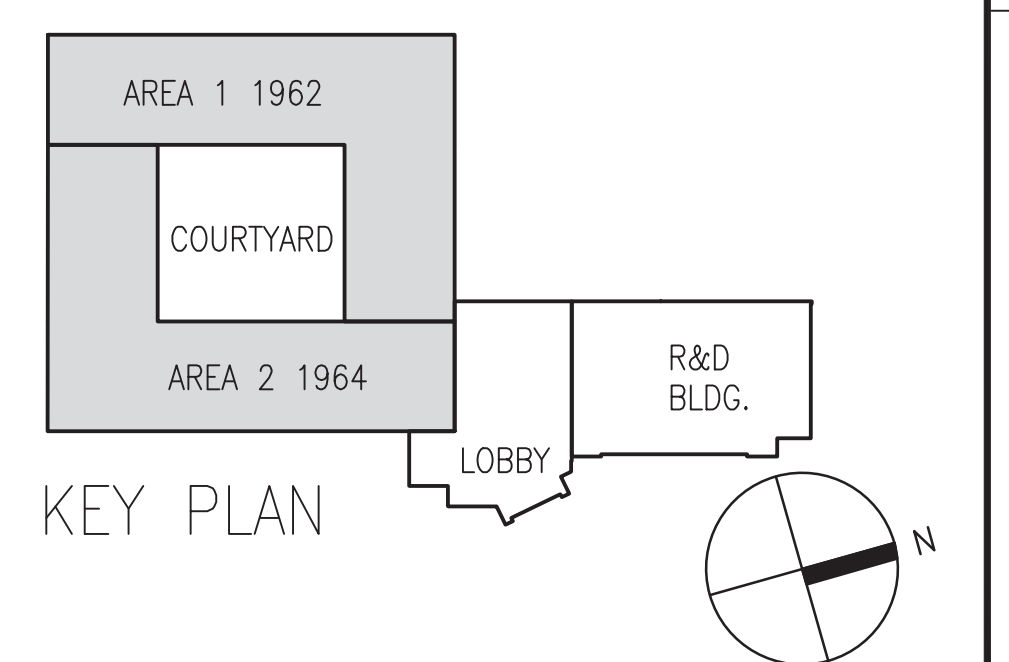 AREA 1 1962
COURTYARD
AREA 2 1964
R&D
BLDG.
LOBBY
KEY PLAN
N